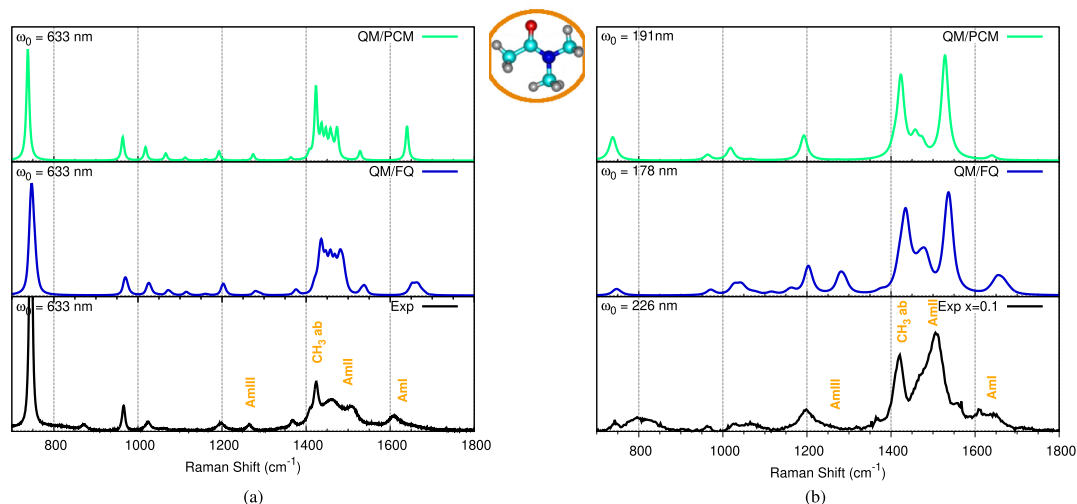 ω0 = 633 nm
QM/PCM
ω0 = 633 nm
QM/FQ
ω0 = 633 nm
Exp
AmIII
CH3 ab
AmII
AmI
800 1000 1200 1400 1600 1800
Raman Shift (cm-1)
(a)
ω0 = 191nm
QM/PCM
ω0 = 178 nm
QM/FQ
ω0 = 226 nm
Exp x=0.1
AmIII
CH3 ab
AmII
AmI
800 1000 1200 1400 1600 1800
Raman Shift (cm-1)
(b)